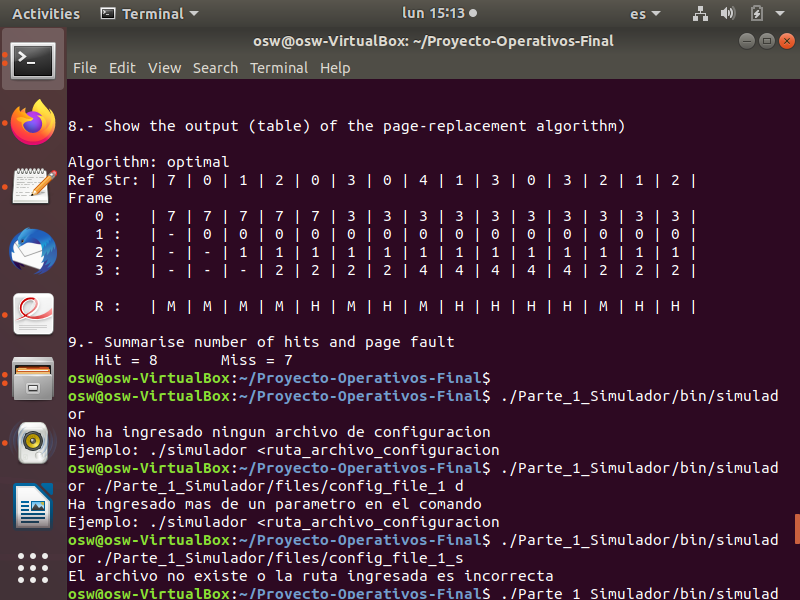 Activities Terminal lun 15:13 es
osw@osw-VirtualBox: ~/Proyecto-Operativos-Final
File Edit View Search Terminal Help
8.- Show the output (table) of the page-replacement algorithm)
Algorithm: optimal
Ref Str: | 7 | 0 | 1 | 2 | 0 | 3 | 0 | 4 | 1 | 3 | 0 | 3 | 2 | 1 | 2 |
Frame
0 : | 7 | 7 | 7 | 7 | 7 | 3 | 3 | 3 | 3 | 3 | 3 | 3 | 3 | 3 | 3 |
1 : | - | 0 | 0 | 0 | 0 | 0 | 0 | 0 | 0 | 0 | 0 | 0 | 0 | 0 | 0 |
2 : | - | - | 1 | 1 | 1 | 1 | 1 | 1 | 1 | 1 | 1 | 1 | 1 | 1 | 1 |
3 : | - | - | - | 2 | 2 | 2 | 2 | 4 | 4 | 4 | 4 | 4 | 2 | 2 | 2 |
R : | M | M | M | M | H | M | H | M | H | H | H | H | M | H | H |
9.- Summarise number of hits and page fault
Hit = 8 Miss = 7
osw@osw-VirtualBox:~/Proyecto-Operativos-Final$
osw@osw-VirtualBox:~/Proyecto-Operativos-Final$ ./Parte_1_Simulador/bin/simulad
or
No ha ingresado ningun archivo de configuracion
Ejemplo: ./simulador <ruta_archivo_configuracion
osw@osw-VirtualBox:~/Proyecto-Operativos-Final$ ./Parte_1_Simulador/bin/simulad
or ./Parte_1_Simulador/files/config_file_1 d
Ha ingresado mas de un parametro en el comando
Ejemplo: ./simulador <ruta_archivo_configuracion
osw@osw-VirtualBox:~/Proyecto-Operativos-Final$ ./Parte_1_Simulador/bin/simulad
or ./Parte_1_Simulador/files/config_file_1_s
El archivo no existe o la ruta ingresada es incorrecta
osw@osw-VirtualBox:~/Proyecto-Operativos-Final$ ./Parte_1_Simulador/bin/simulad